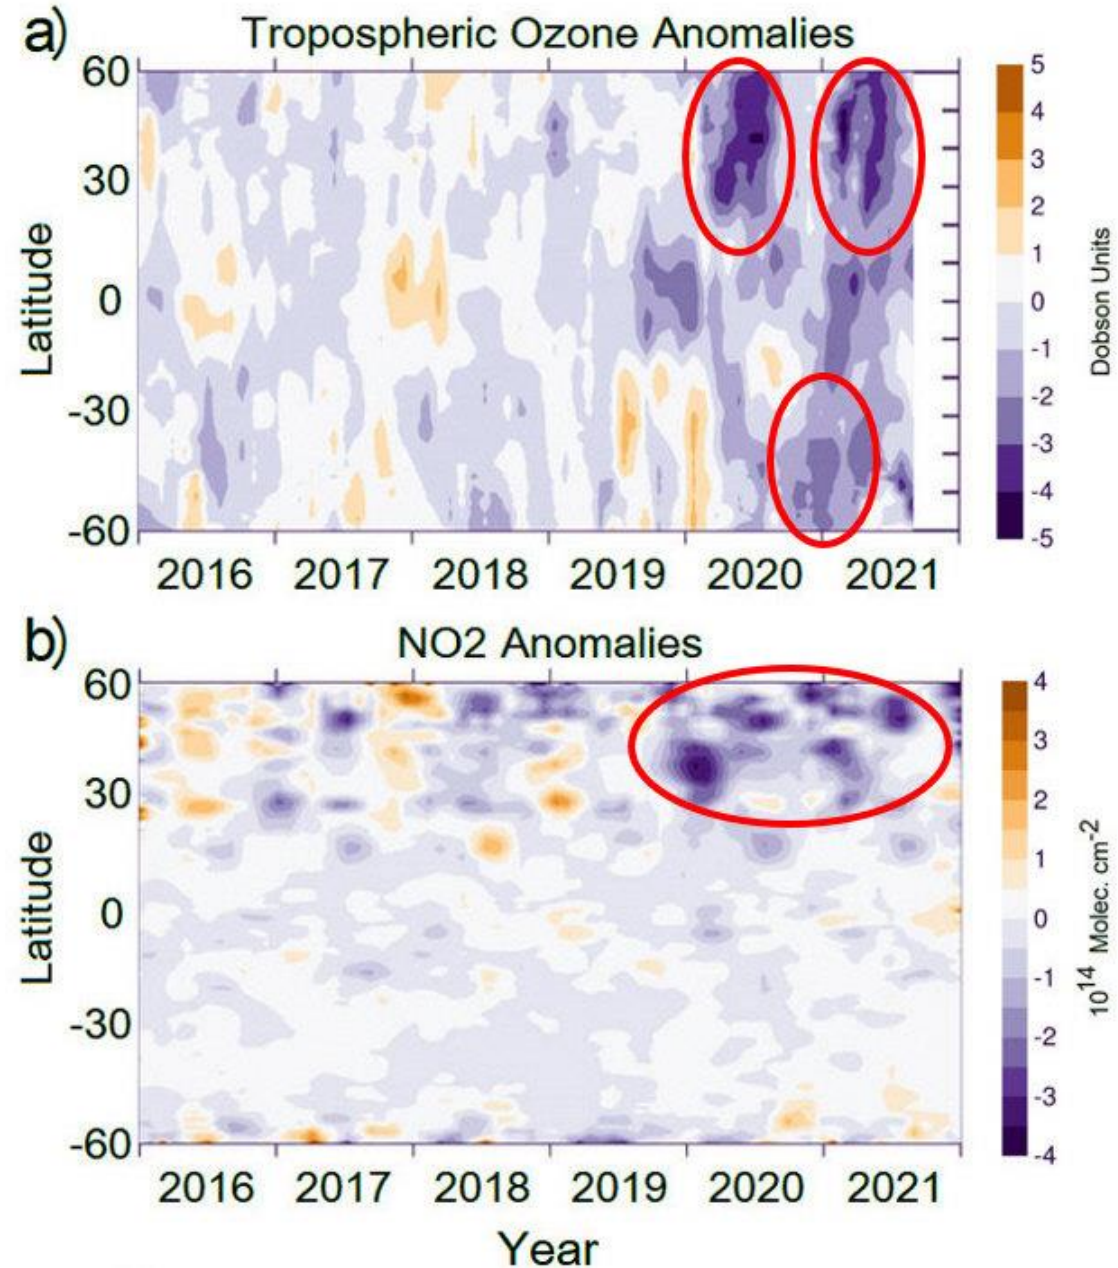 a)
Tropospheric Ozone Anomalies
60
30
0
-30
-60
Latitude
2016 2017 2018 2019 2020 2021
5
4
3
2
1
0
-1
-2
-3
-4
-5
Dobson Units
b)
NO2 Anomalies
60
30
0
-30
-60
Latitude
2016 2017 2018 2019 2020 2021
Year
4
3
2
1
0
-1
-2
-3
-4
10^14 Molec. cm-2